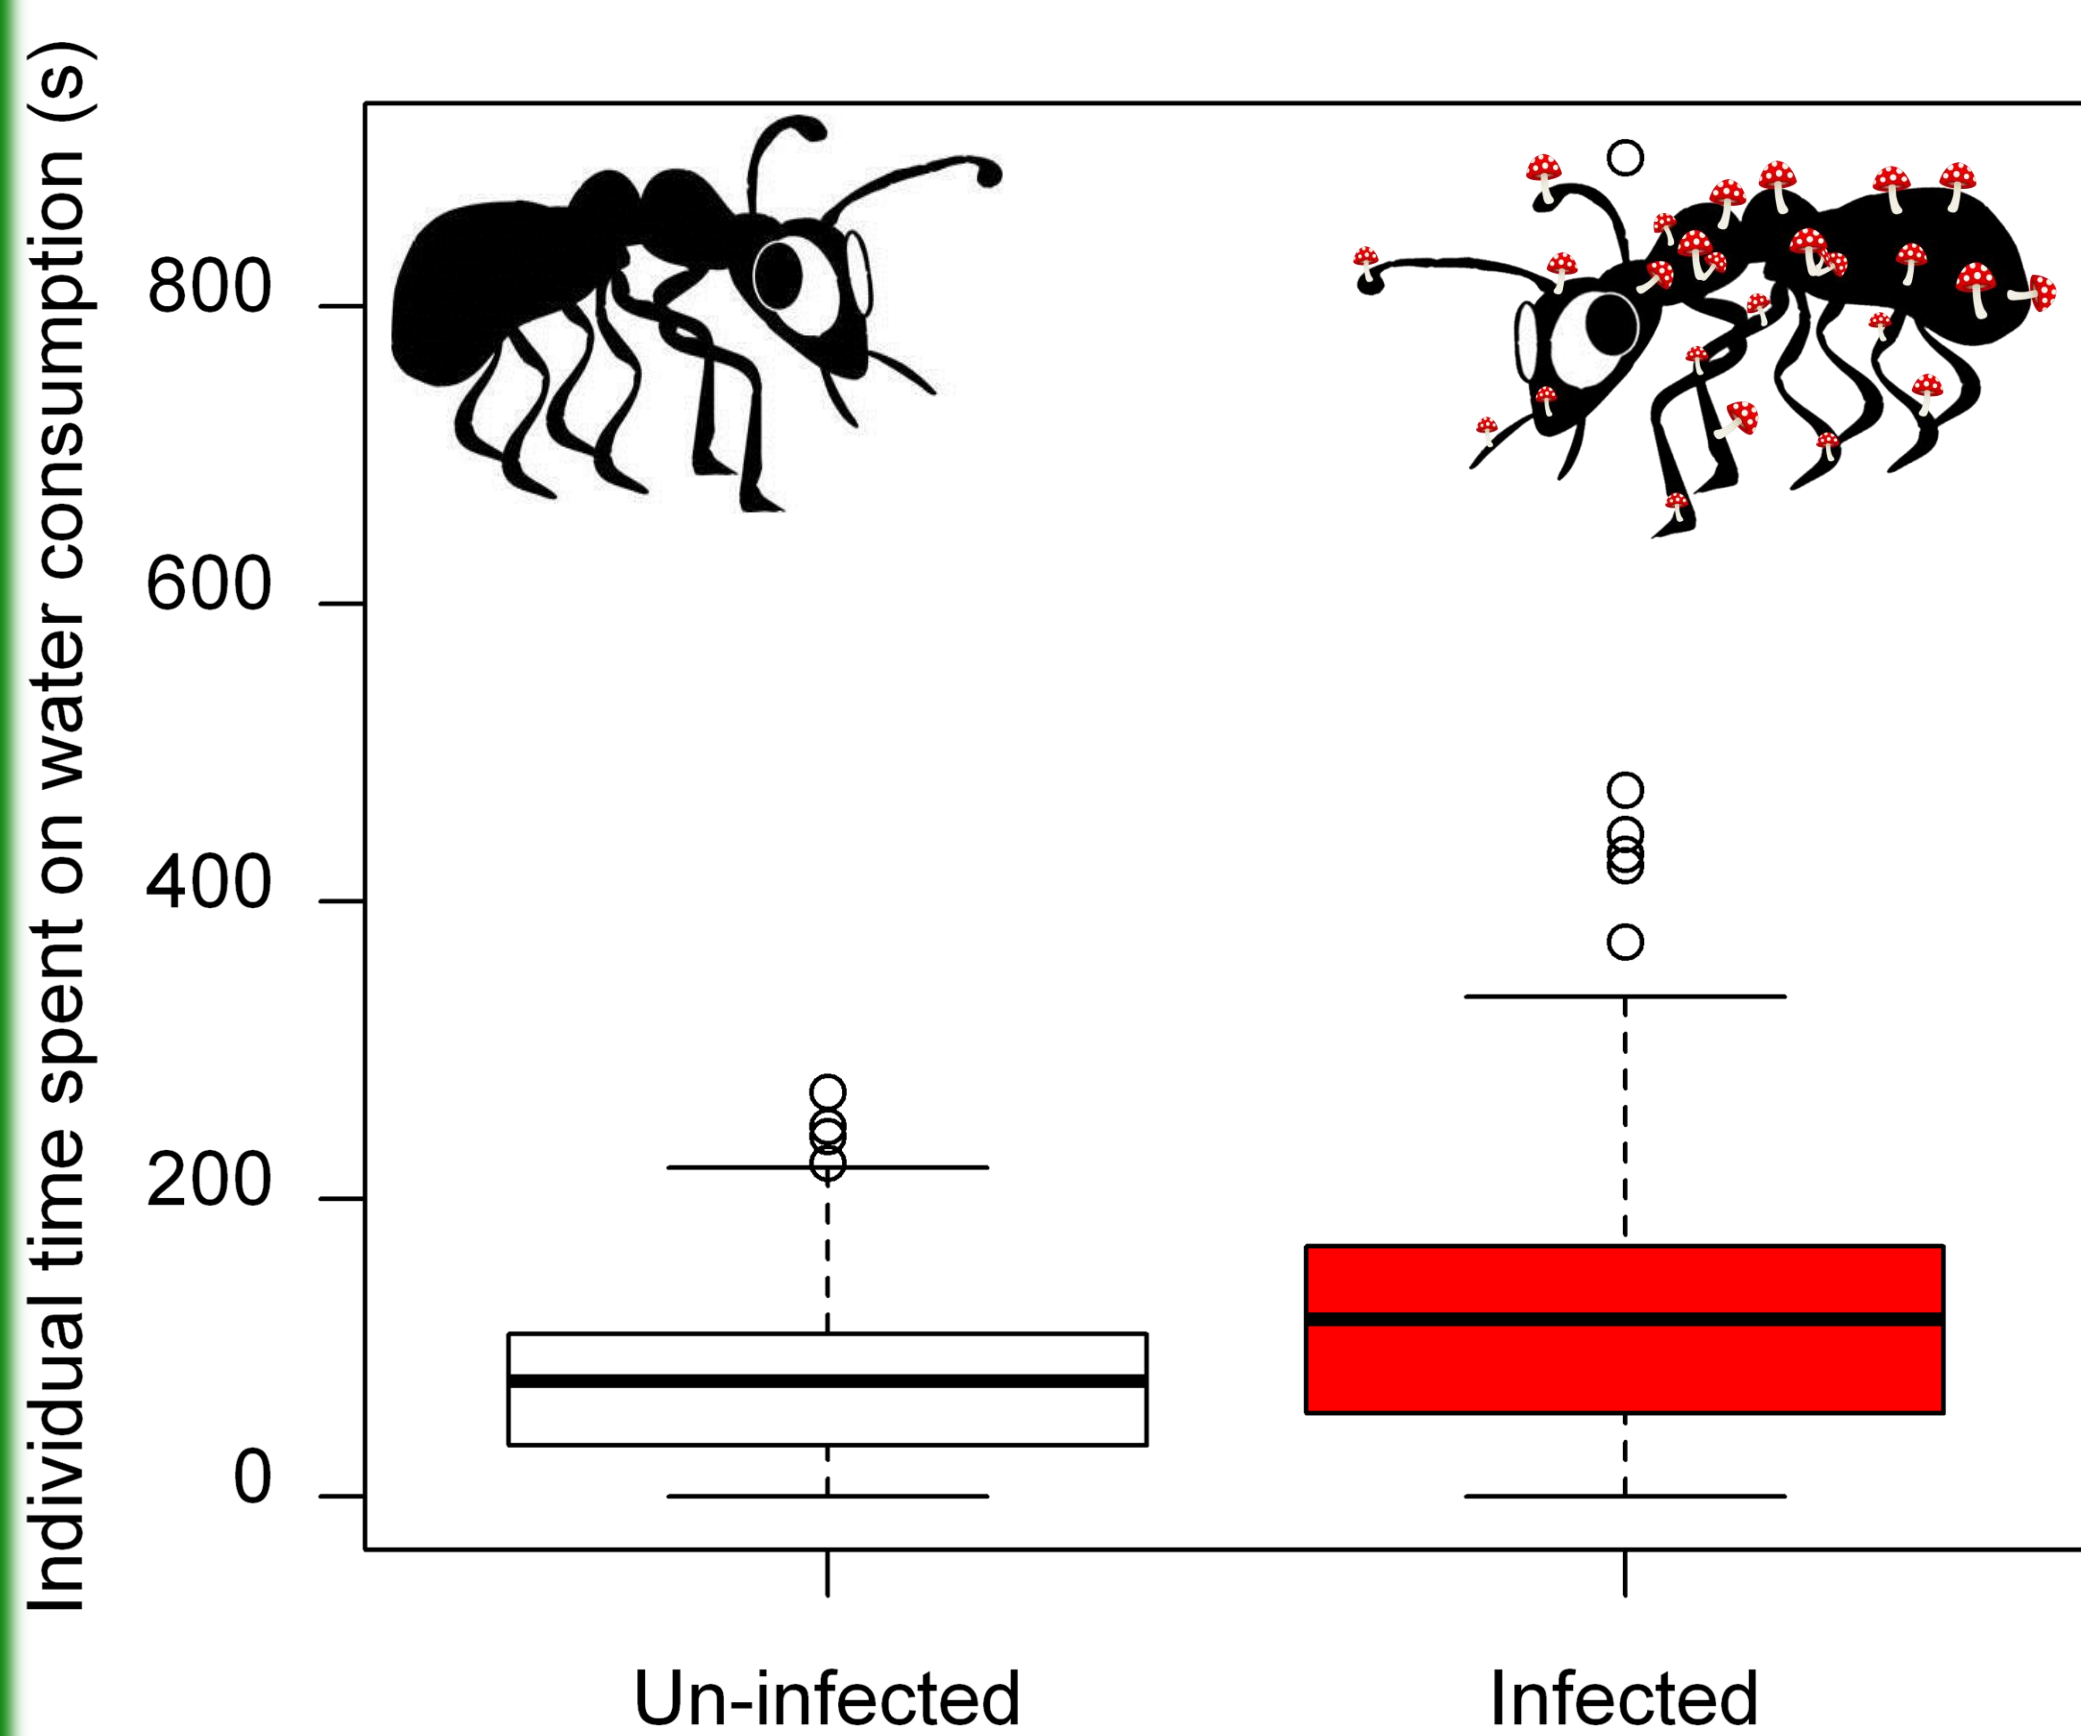 Individual time spent on water consumption (s)
800
600
400
200
0
Un-infected
Infected